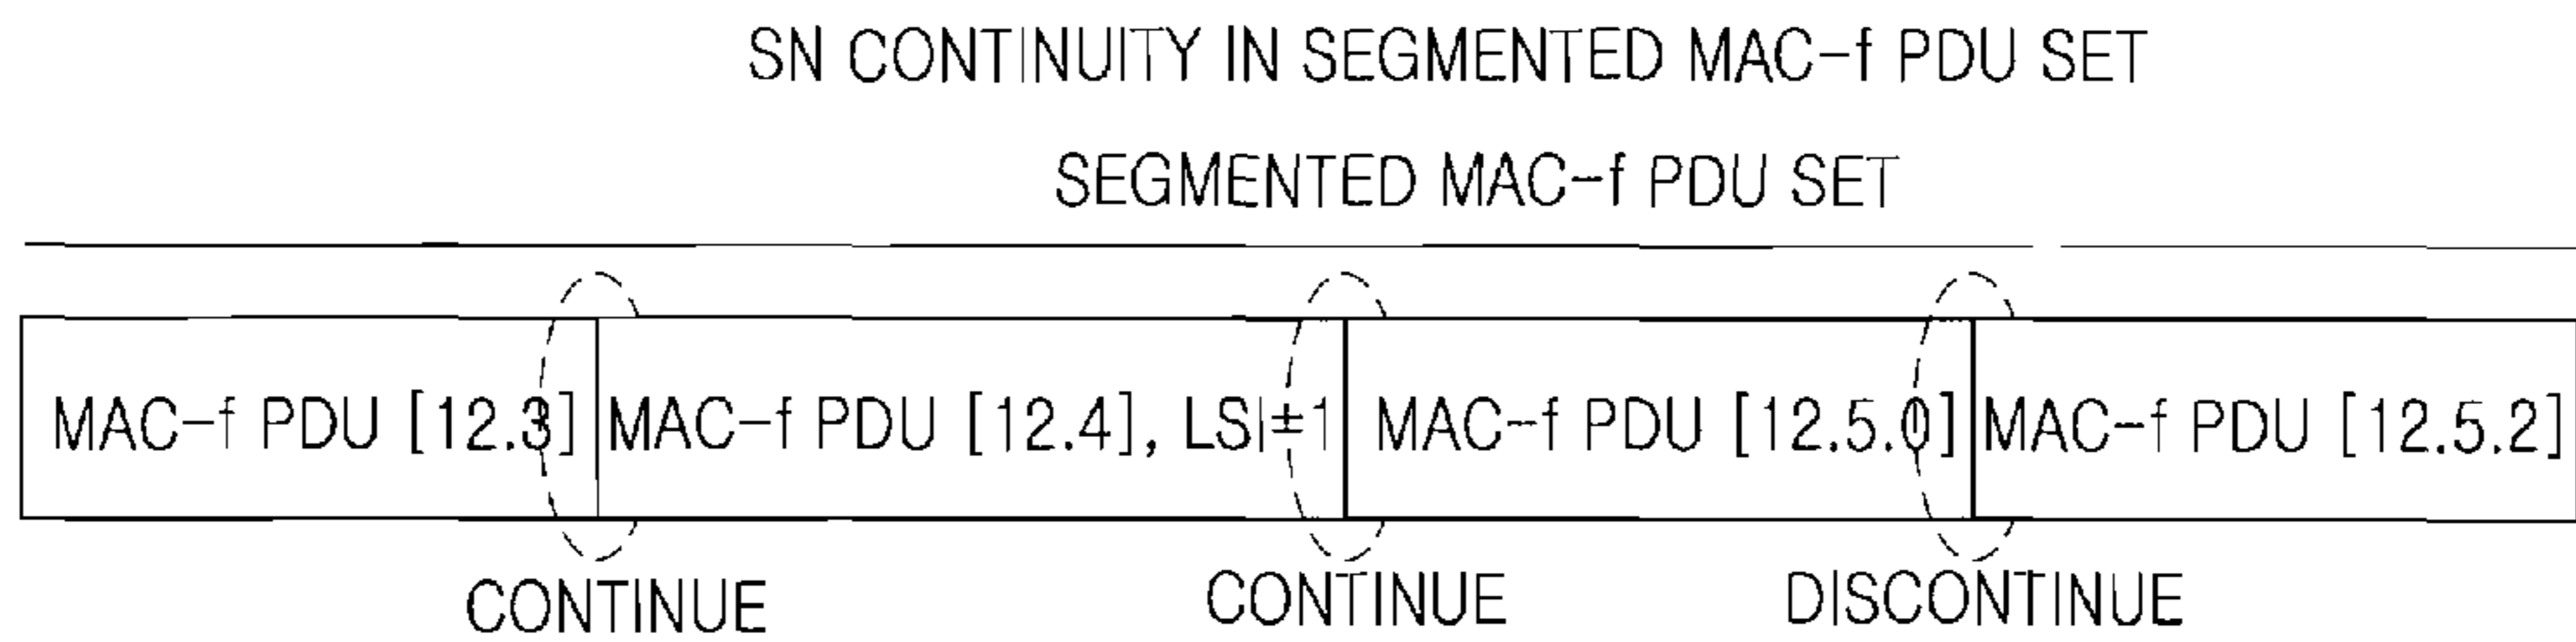 SN CONTINUITY IN SEGMENTED MAC-f PDU SET
SEGMENTED MAC-f PDU SET
MAC-f PDU [12.3] MAC-f PDU [12.4], LSI=1 MAC-f PDU [12.5.0] MAC-f PDU [12.5.2]
CONTINUE CONTINUE DISCONTINUE